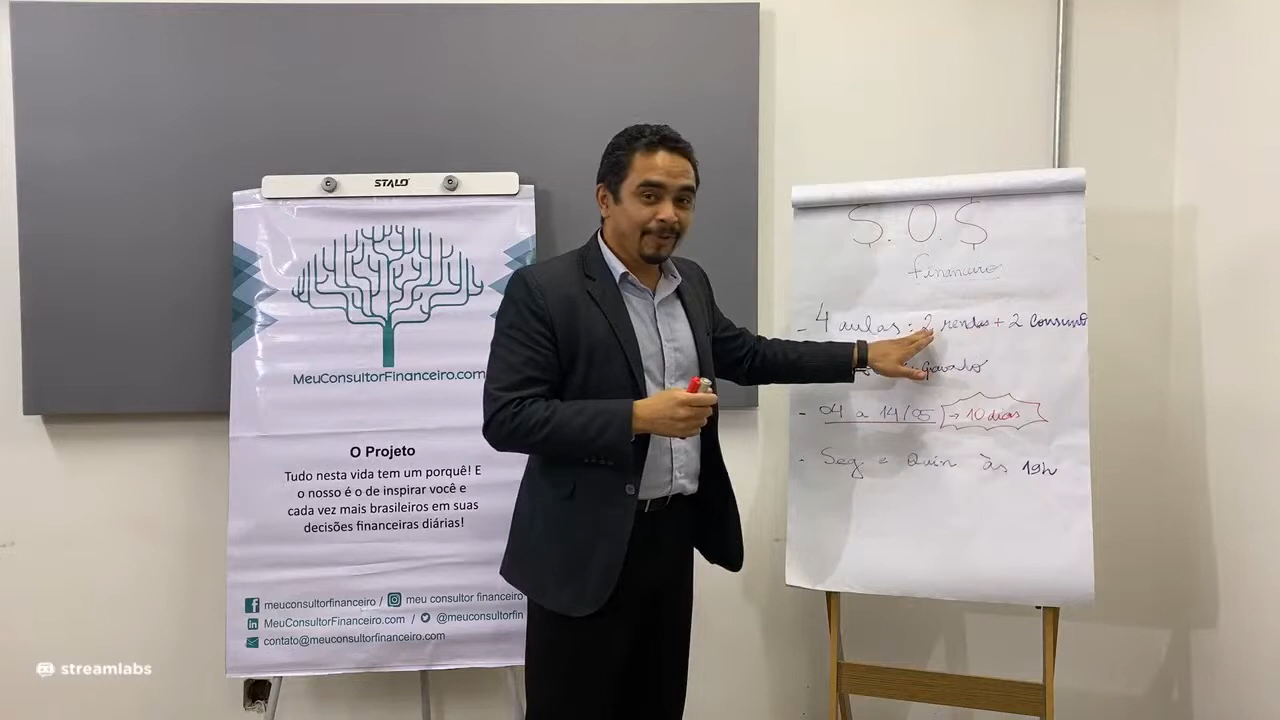 STALO
MeuConsultorFinanceiro.com
O Projeto
Tudo nesta vida tem um porquê! E
o nosso é o de inspirar você e
cada vez mais brasileiros em suas
decisões financeiras diárias!
meuconsultorfinanceiro / meu consultor financeiro
MeuConsultorFinanceiro.com / @meuconsultorfin
contato@meuconsultorfinanceiro.com
S.O.$
financeiro
- 4 aulas: 2 rendas + 2 consumo
Gravado
- 04 a 14/05 → 10 dias
- Seg e Quin às 19h
streamlabs